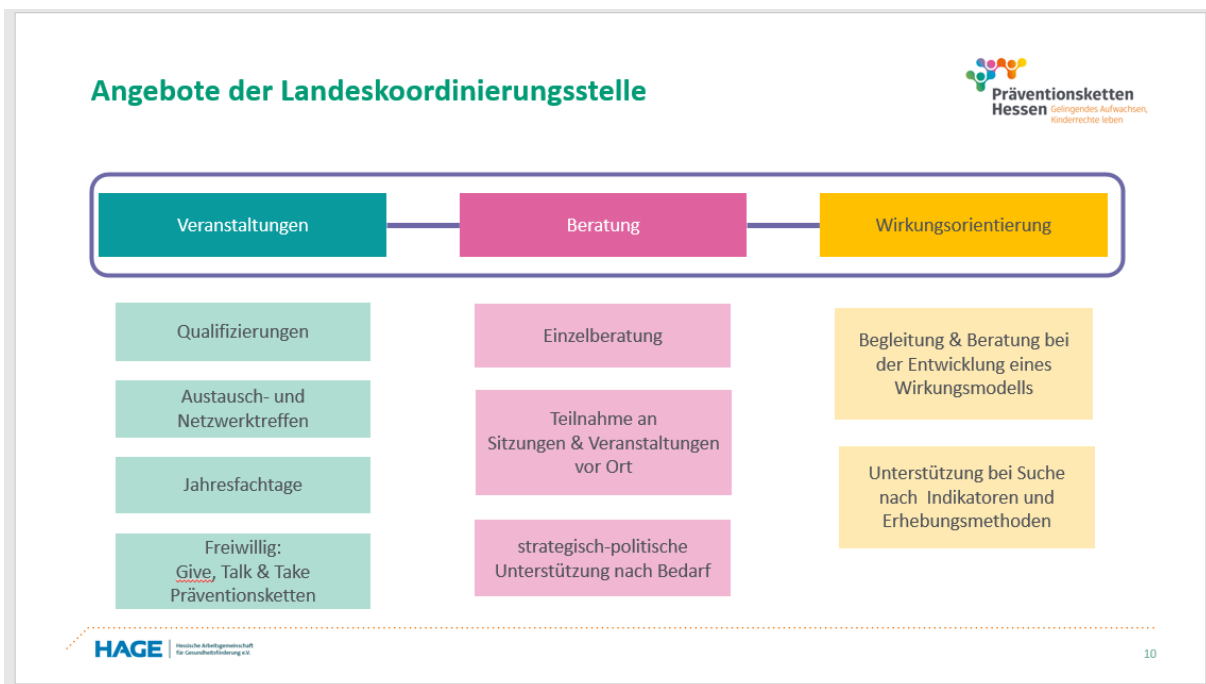 Angebote der Landeskoordinierungsstelle
Präventionsketten
Hessen Gelingendes Aufwachsen,
Kinderrechte leben
Veranstaltungen
Beratung
Wirkungsorientierung
Qualifizierungen
Austausch- und
Netzwerktreffen
Jahresfachtage
Freiwillig:
Give, Talk & Take
Präventionsketten
Einzelberatung
Teilnahme an
Sitzungen & Veranstaltungen
vor Ort
strategisch-politische
Unterstützung nach Bedarf
Begleitung & Beratung bei
der Entwicklung eines
Wirkungsmodells
Unterstützung bei Suche
nach Indikatoren und
Erhebungsmethoden
HAGE
Hessische Arbeitsgemeinschaft
für Gesundheitsförderung e.V.
10